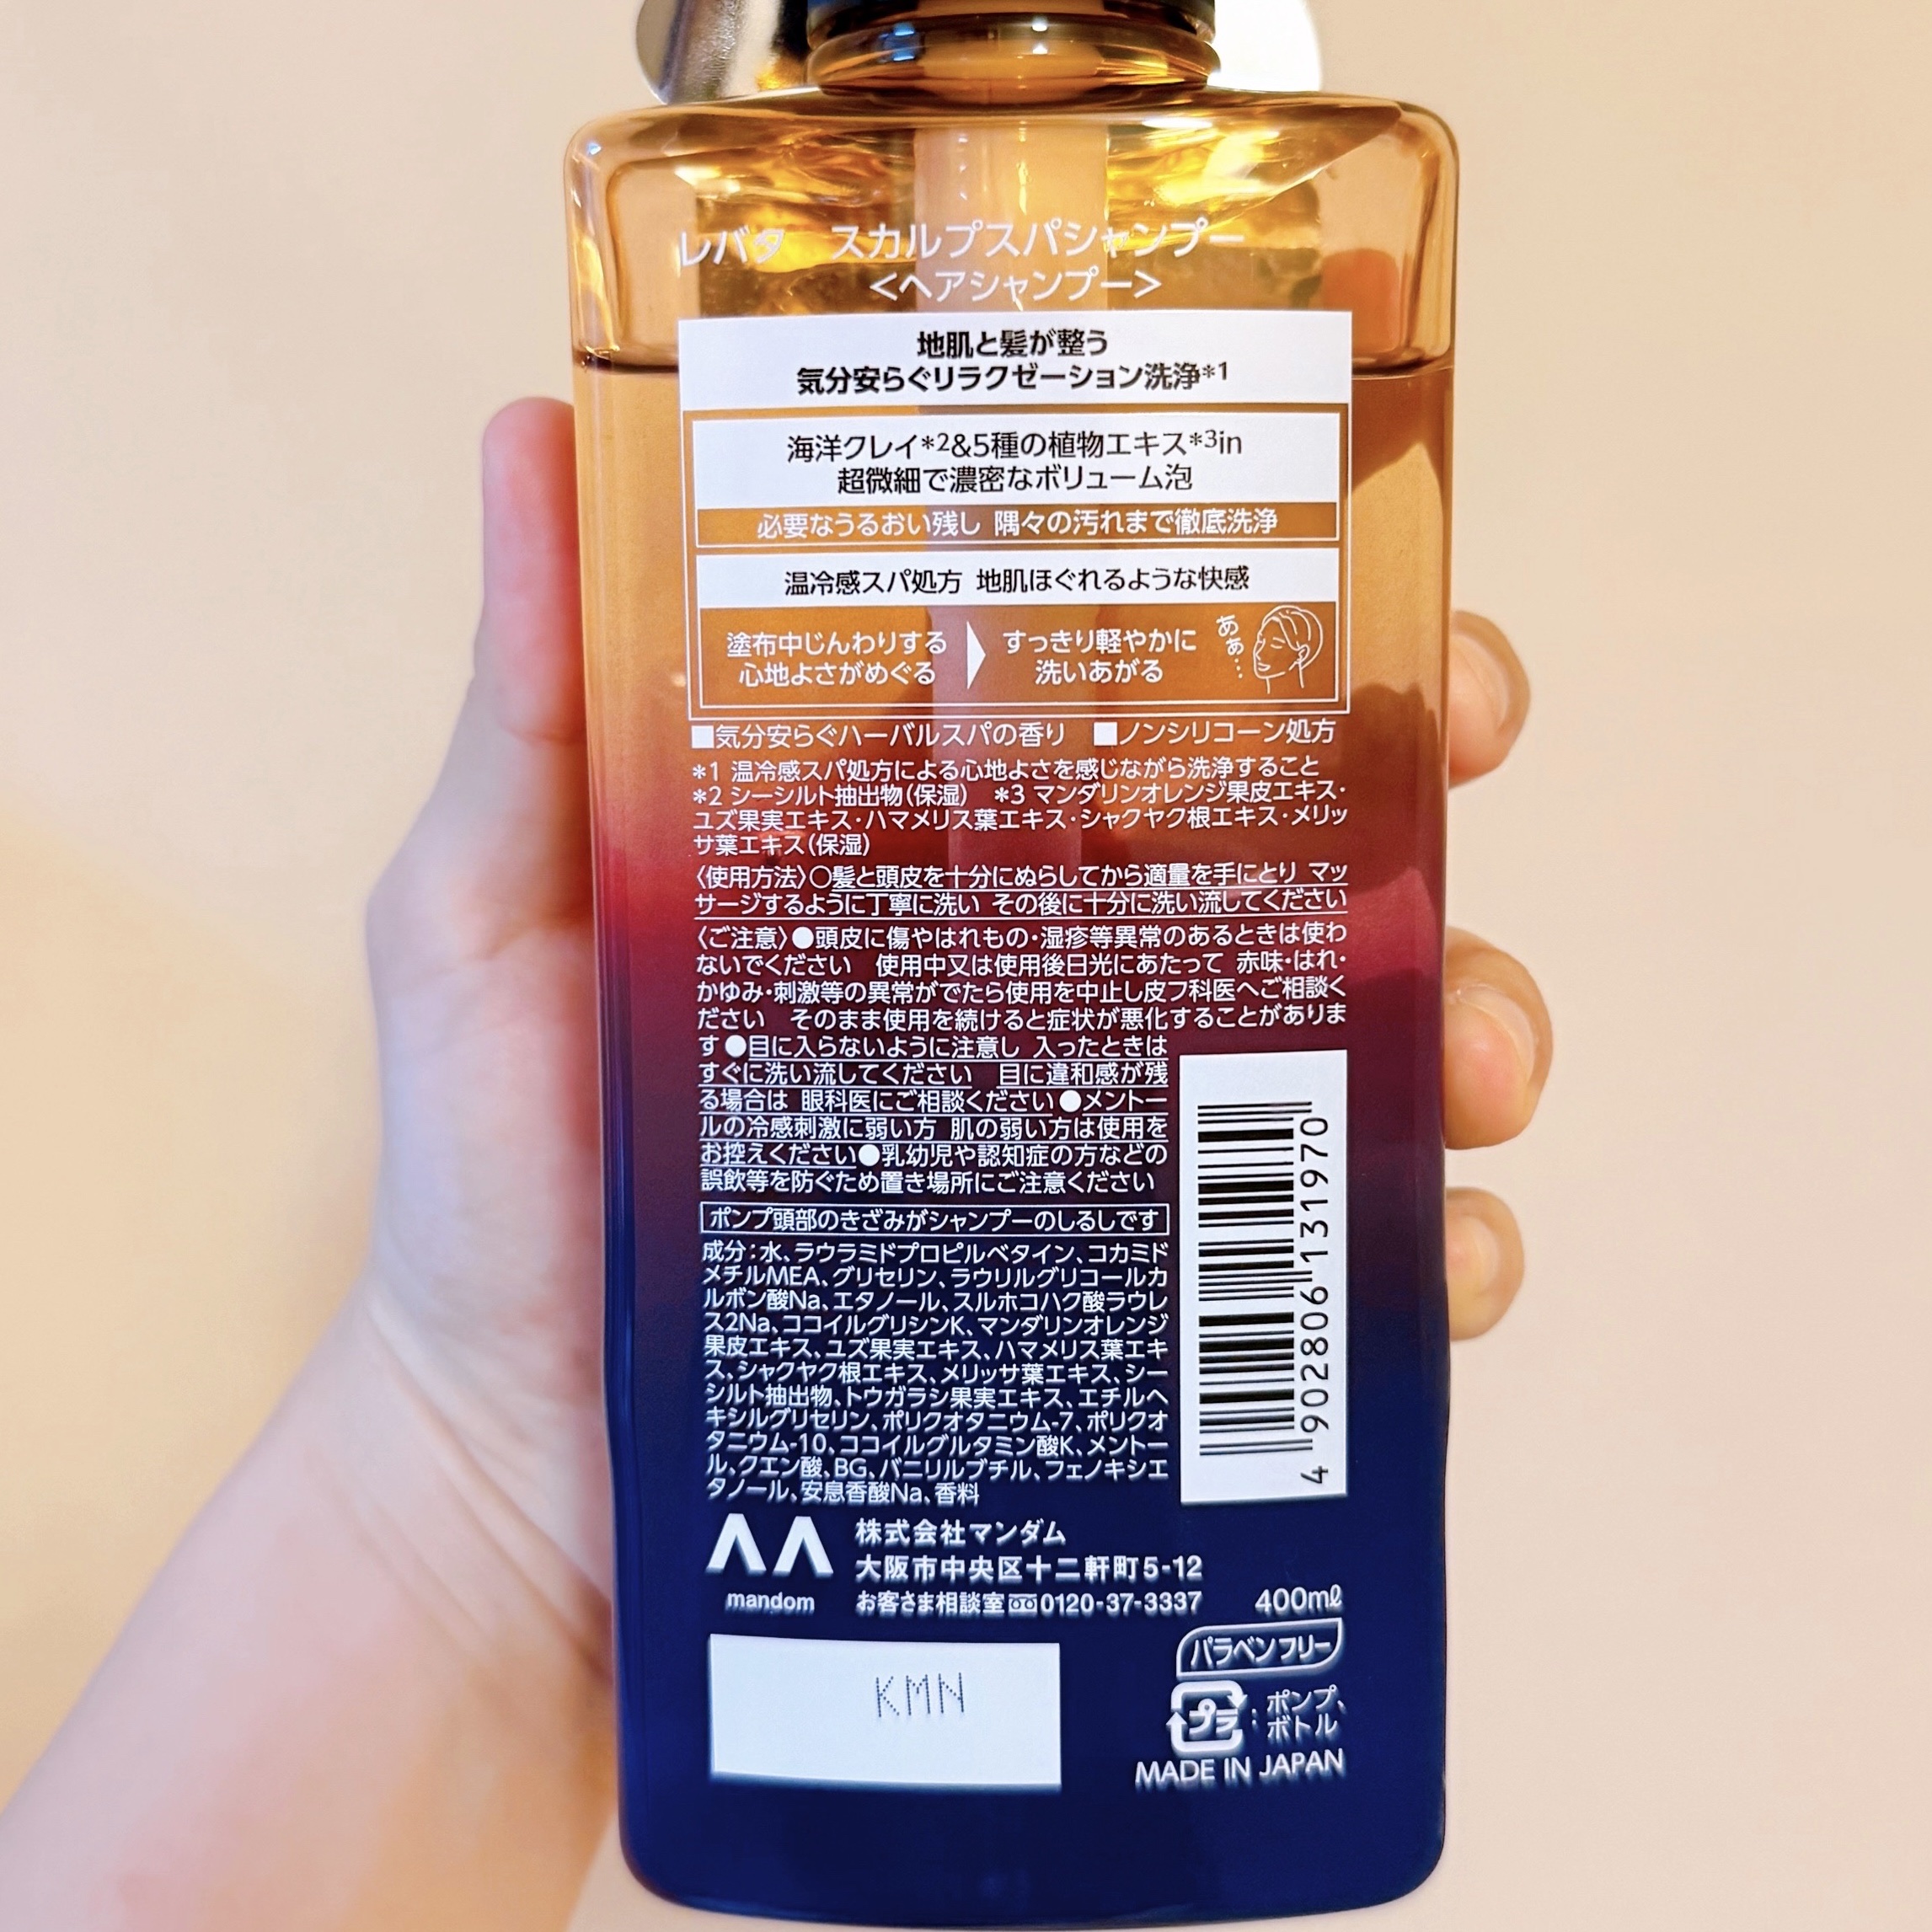 レバタ　スカルプスパシャンプー
<ヘアシャンプー>
地肌と髪が整う
気分安らぐリラクゼーション洗浄*1
海洋クレイ*2&5種の植物エキス*3in
超微細で濃密なボリューム泡
必要なうるおい残し 隅々の汚れまで徹底洗浄
温冷感スパ処方 地肌ほぐれるような快感
塗布中じんわりする
心地よさがめぐる
すっきり軽やかに
洗いあがる
あぁ…
■気分安らぐハーバルスパの香り　■ノンシリコーン処方
*1 温冷感スパ処方による心地よさを感じながら洗浄すること
*2 シーシルト抽出物(保湿)　*3 マンダリンオレンジ果皮エキス・
ユズ果実エキス・ハマメリス葉エキス・シャクヤク根エキス・メリッ
サ葉エキス(保湿)
〈使用方法〉○髪と頭皮を十分にぬらしてから適量を手にとり マッ
サージするように丁寧に洗い その後に十分に洗い流してください
〈ご注意〉●頭皮に傷やはれもの・湿疹等異常のあるときは使わ
ないでください　使用中又は使用後日光にあたって 赤味・はれ・
かゆみ・刺激等の異常がでたら使用を中止し皮フ科医へご相談く
ださい　そのまま使用を続けると症状が悪化することがありま
す ●目に入らないように注意し 入ったときは
すぐに洗い流してください　目に違和感が残
る場合は 眼科医にご相談ください ●メントー
ルの冷感刺激に弱い方 肌の弱い方は使用を
お控えください●乳幼児や認知症の方などの
誤飲等を防ぐため置き場所にご注意ください
ポンプ頭部のきざみがシャンプーのしるしです
成分：水、ラウラミドプロピルベタイン、コカミド
メチルMEA、グリセリン、ラウリルグリコールカ
ルボン酸Na、エタノール、スルホコハク酸ラウレ
ス2Na、ココイルグリシンK、マンダリンオレンジ
果皮エキス、ユズ果実エキス、ハマメリス葉エキ
ス、シャクヤク根エキス、メリッサ葉エキス、シー
シルト抽出物、トウガラシ果実エキス、エチルヘ
キシルグリセリン、ポリクオタニウム-7、ポリクオ
タニウム-10、ココイルグルタミン酸K、メントー
ル、クエン酸、BG、バニリルブチル、フェノキシエ
タノール、安息香酸Na、香料
4 902806 131970
mandom
株式会社マンダム
大阪市中央区十二軒町5-12
お客さま相談室 0120-37-3337
400mℓ
パラベンフリー
プラ：ポンプ、
ボトル
MADE IN JAPAN
KMN